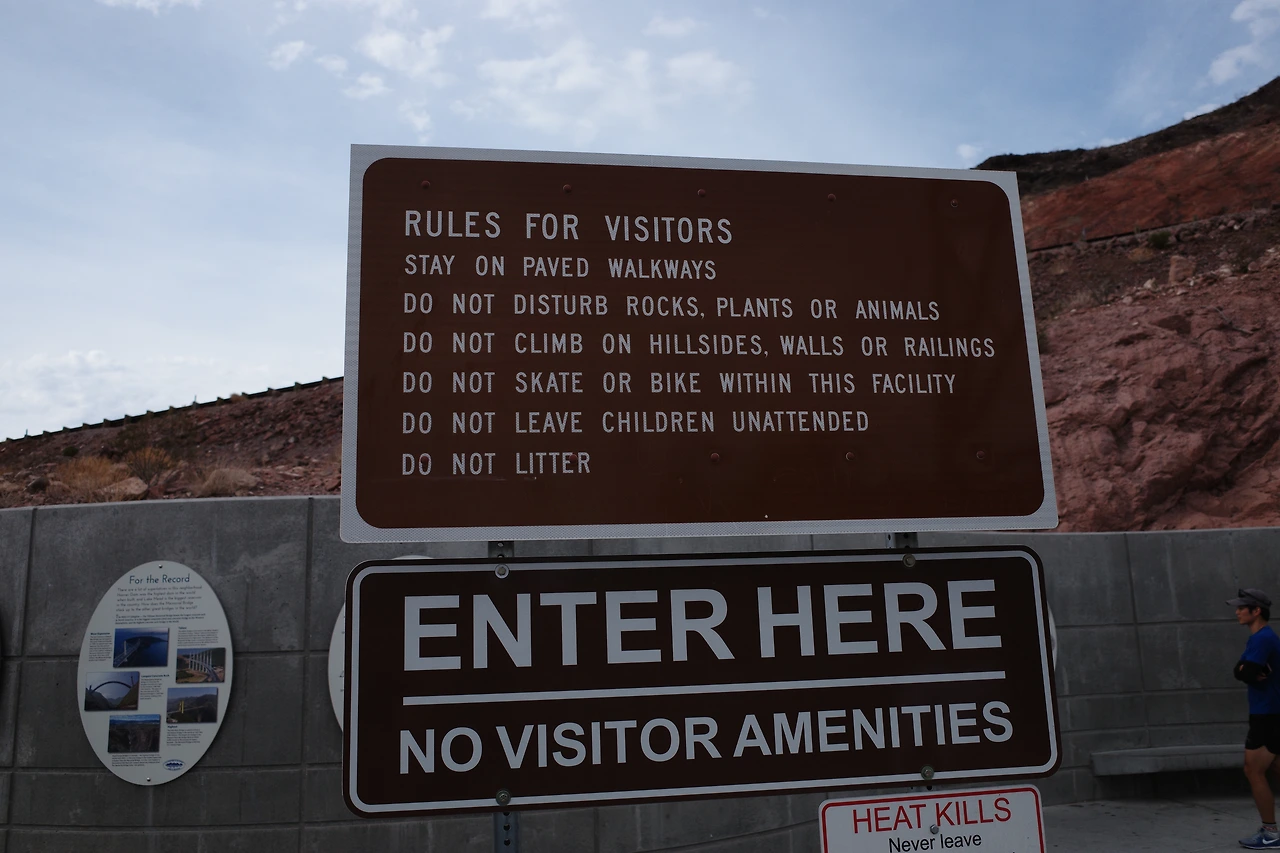 RULES FOR VISITORS
STAY ON PAVED WALKWAYS
DO NOT DISTURB ROCKS, PLANTS OR ANIMALS
DO NOT CLIMB ON HILLSIDES, WALLS OR RAILINGS
DO NOT SKATE OR BIKE WITHIN THIS FACILITY
DO NOT LEAVE CHILDREN UNATTENDED
DO NOT LITTER
ENTER HERE
NO VISITOR AMENITIES
HEAT KILLS
Never leave
For the Record